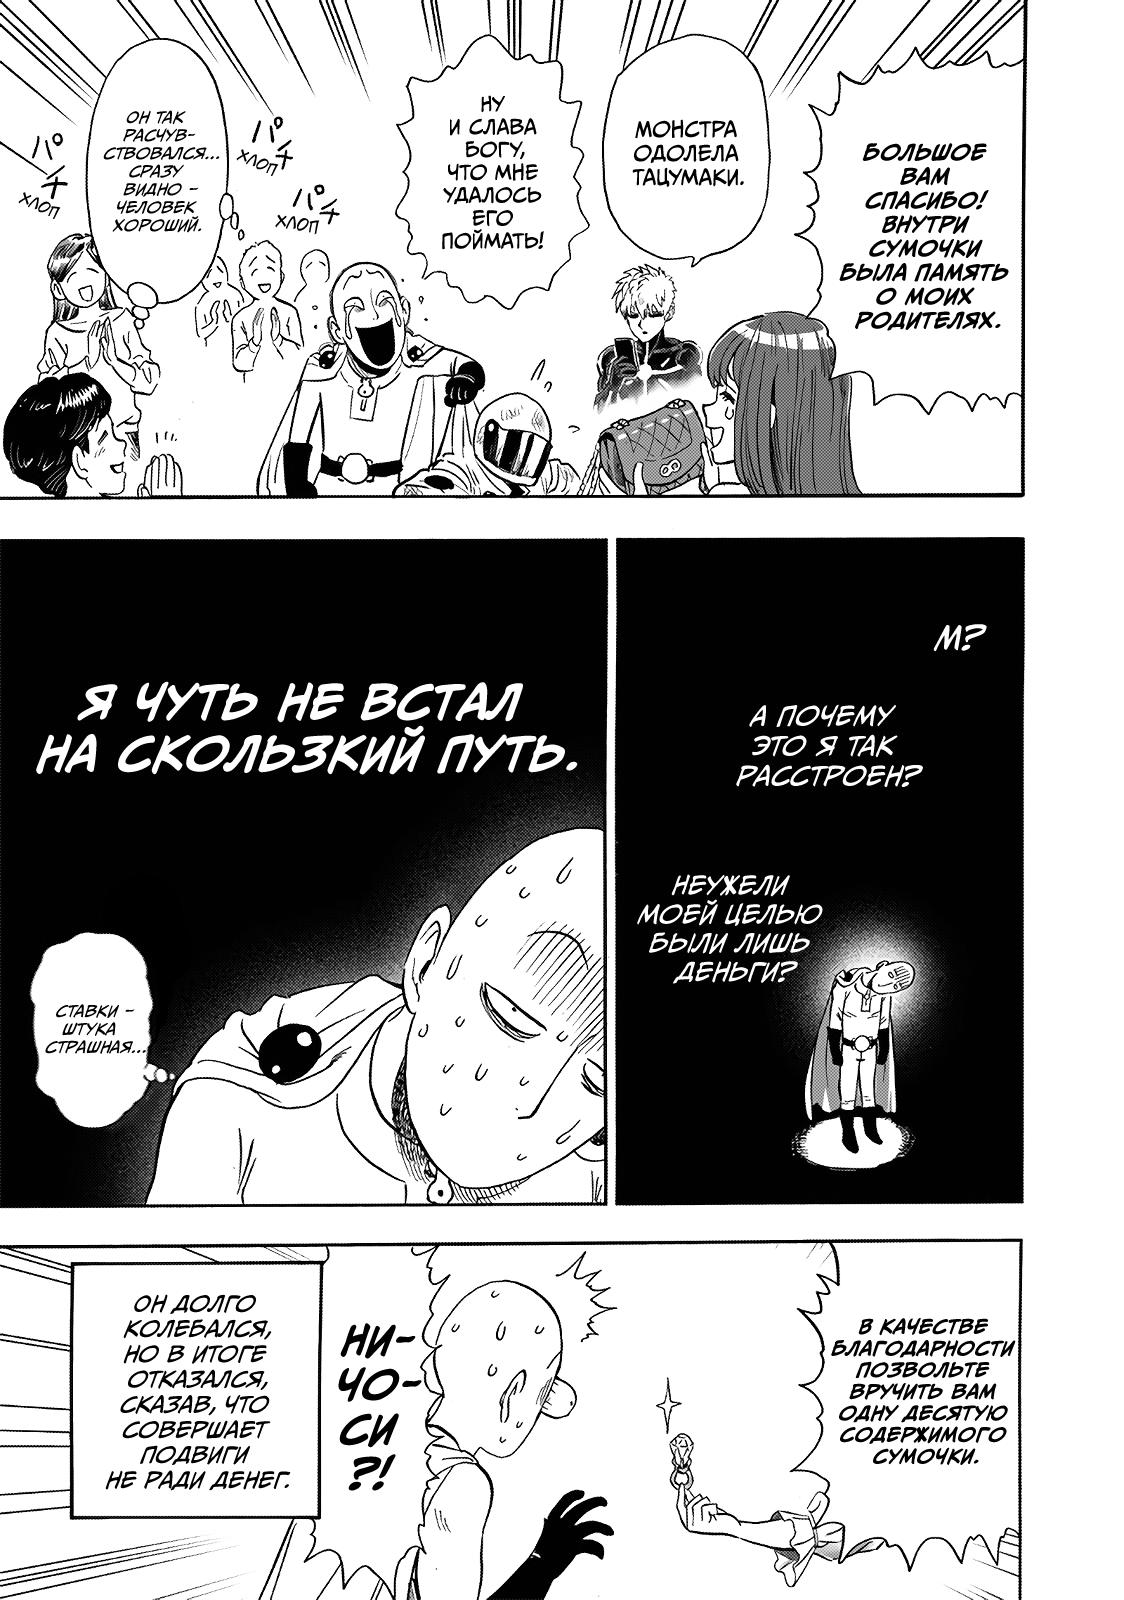 БОЛЬШОЕ
ВАМ
СПАСИБО!
ВНУТРИ
СУМОЧКИ
БЫЛА ПАМЯТЬ
О МОИХ
РОДИТЕЛЯХ.
МОНСТРА
ОДОЛЕЛА
ТАЦУМАКИ.
НУ
И СЛАВА
БОГУ,
ЧТО МНЕ
УДАЛОСЬ
ЕГО
ПОЙМАТЬ!
パチ
ХЛОП
パチ
ХЛОП
ОН ТАК
РАСЧУВ-
СТВОВАЛСЯ...
СРАЗУ
ВИДНО –
ЧЕЛОВЕК
ХОРОШИЙ.
パチ
ХЛОП
М?
А ПОЧЕМУ
ЭТО Я ТАК
РАССТРОЕН?
НЕУЖЕЛИ
МОЕЙ ЦЕЛЬЮ
БЫЛИ ЛИШЬ
ДЕНЬГИ?
Я ЧУТЬ НЕ ВСТАЛ
НА СКОЛЬЗКИЙ ПУТЬ.
СТАВКИ –
ШТУКА
СТРАШНАЯ...
В КАЧЕСТВЕ
БЛАГОДАРНОСТИ
ПОЗВОЛЬТЕ
ВРУЧИТЬ ВАМ
ОДНУ ДЕСЯТУЮ
СОДЕРЖИМОГО
СУМОЧКИ.
НИ-
ЧО-
СИ
?!
ОН ДОЛГО
КОЛЕБАЛСЯ,
НО В ИТОГЕ
ОТКАЗАЛСЯ,
СКАЗАВ, ЧТО
СОВЕРШАЕТ
ПОДВИГИ
НЕ РАДИ ДЕНЕГ.